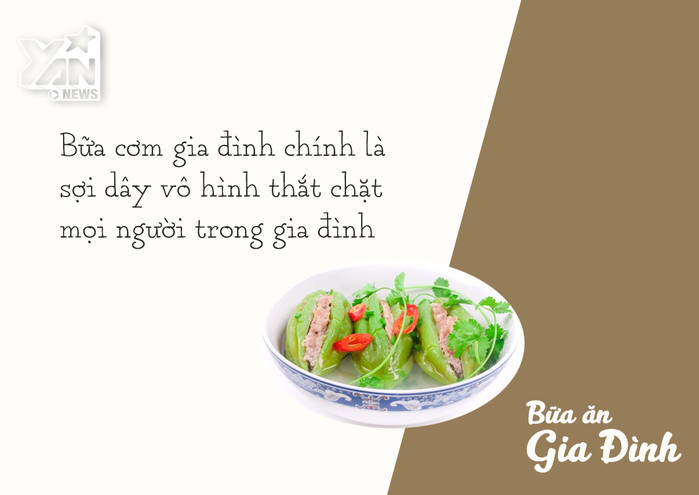 YAN
NEWS
Bữa cơm gia đình chính là
sợi dây vô hình thắt chặt
mọi người trong gia đình
Bữa ăn
Gia Đình